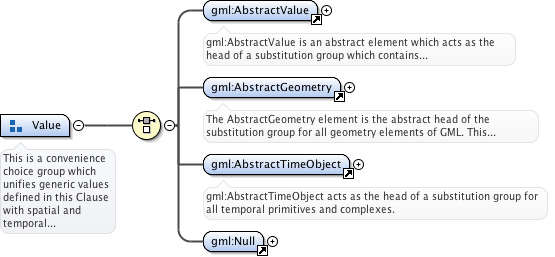 gml:AbstractValue
gml:AbstractValue is an abstract element which acts as the
head of a substitution group which contains...
gml:AbstractGeometry
The AbstractGeometry element is the abstract head of the
substitution group for all geometry elements of GML. This...
Value
This is a convenience
choice group which
unifies generic values
defined in this Clause
with spatial and
temporal...
gml:AbstractTimeObject
gml:AbstractTimeObject acts as the head of a substitution group for
all temporal primitives and complexes.
gml:Null